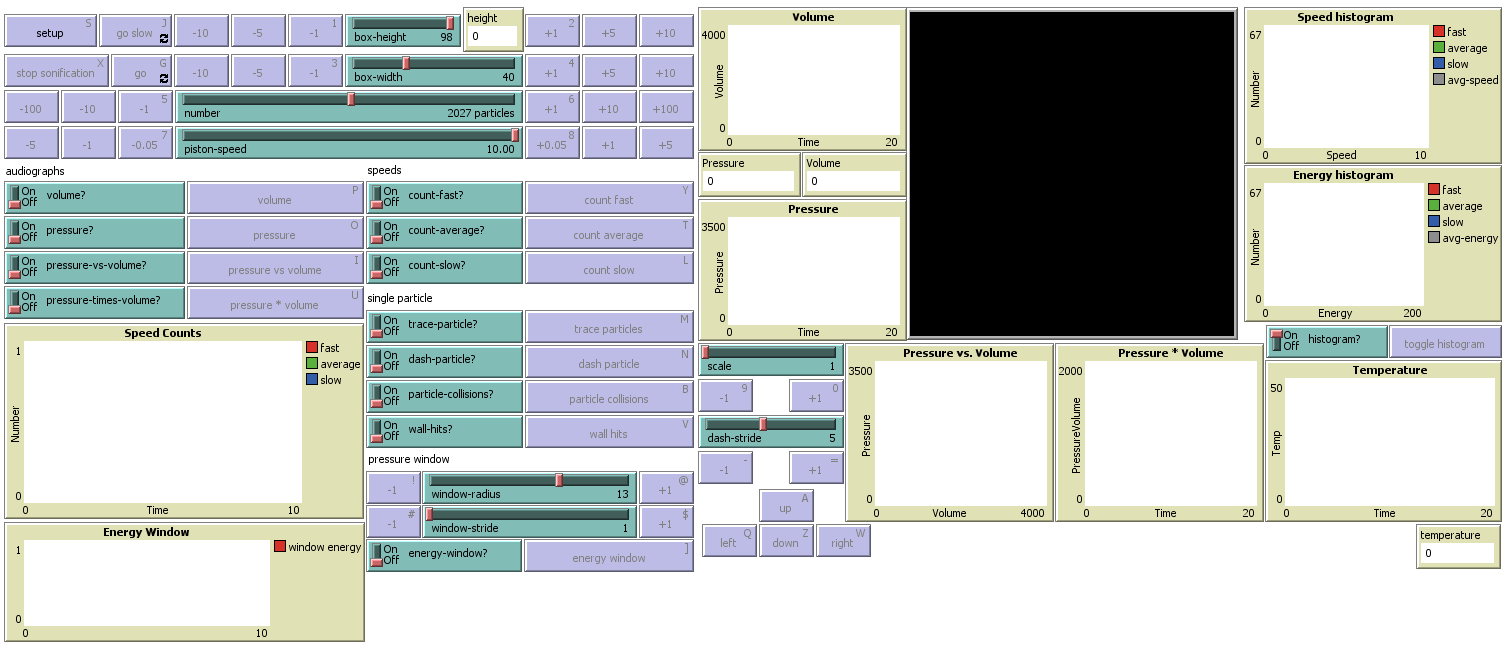 setup S
go slow J
-10
-5
-1 1
box-height 98
height
0
+1 2
+5
+10
stop sonification X
go G
-10
-5
-1 3
box-width 40
+1 4
+5
+10
-100
-10
-1 5
number 2027 particles
+1 6
+10
+100
-5
-1
-0.05 7
piston-speed 10.00
+0.05 8
+1
+5
audiographs
On
Off
volume?
volume P
On
Off
pressure?
pressure O
On
Off
pressure-vs-volume?
pressure vs volume I
On
Off
pressure-times-volume?
pressure * volume U
speeds
On
Off
count-fast?
count fast Y
On
Off
count-average?
count average T
On
Off
count-slow?
count slow L
single particle
On
Off
trace-particle?
trace particles M
On
Off
dash-particle?
dash particle N
On
Off
particle-collisions?
particle collisions B
On
Off
wall-hits?
wall hits V
pressure window
-1 !
window-radius 13
+1 @
-1 #
window-stride 1
+1 $
On
Off
energy-window?
energy window ]
Speed Counts
1
Number
0
0 Time 10
fast
average
slow
Energy Window
1
0
0 10
window energy
Volume
4000
Volume
0
0 Time 20
Pressure
0
Volume
0
Pressure
3500
Pressure
0
0 Time 20
scale 1
-1 9
+1 0
dash-stride 5
-1 -
+1 =
up A
left Q
down Z
right W
Pressure vs. Volume
3500
Pressure
0
0 Volume 4000
Pressure * Volume
2000
PressureVolume
0
0 Time 20
Speed histogram
67
Number
0
0 Speed 10
fast
average
slow
avg-speed
Energy histogram
67
Number
0
0 Energy 200
fast
average
slow
avg-energy
On
Off
histogram?
toggle histogram
Temperature
50
Temp
0
0 Time 20
temperature
0